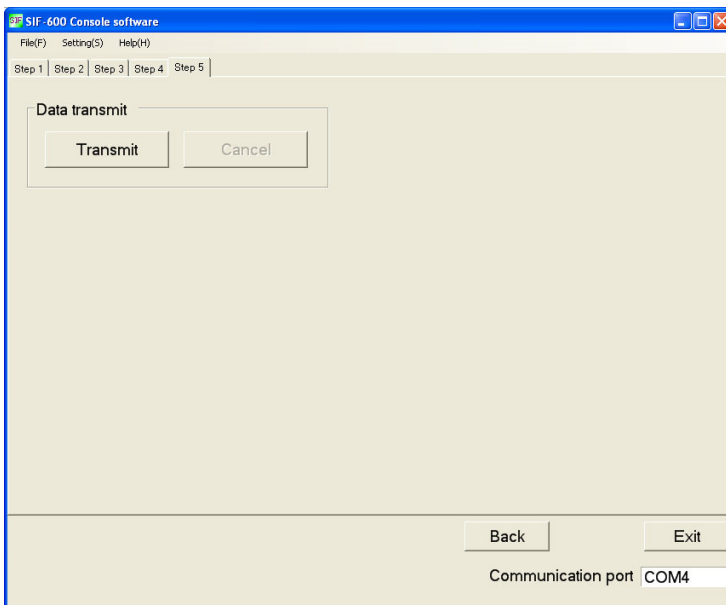 SIF SIF-600 Console software
File(F) Setting(S) Help(H)
Step 1 Step 2 Step 3 Step 4 Step 5
Data transmit
Transmit Cancel
Back Exit
Communication port COM4